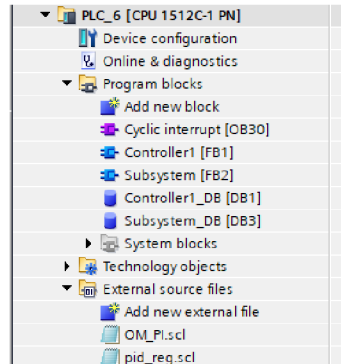 PLC_6 [CPU 1512C-1 PN]
Device configuration
Online & diagnostics
Program blocks
Add new block
Cyclic interrupt [OB30]
Controller1 [FB1]
Subsystem [FB2]
Controller1_DB [DB1]
Subsystem_DB [DB3]
System blocks
Technology objects
External source files
Add new external file
OM_PI.scl
pid_reg.scl